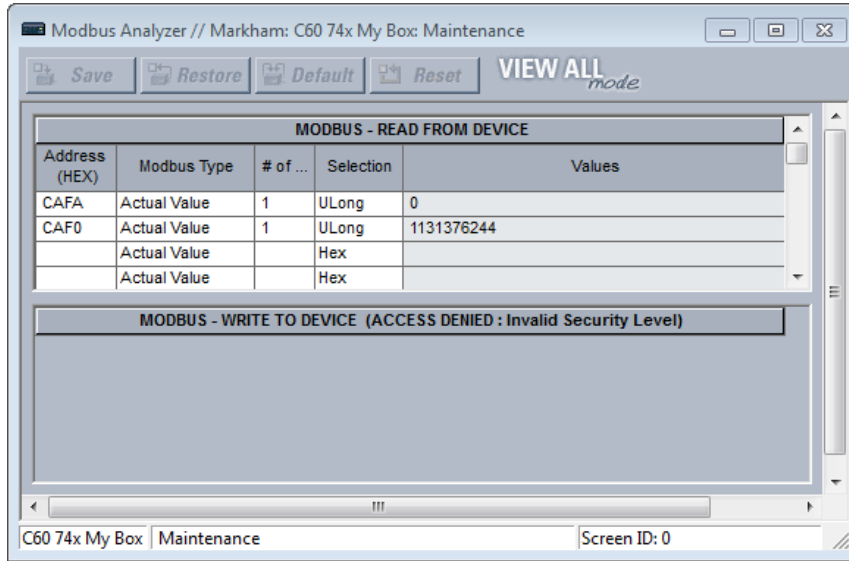 Modbus Analyzer // Markham: C60 74x My Box: Maintenance
Save Restore Default Reset VIEW ALL mode
MODBUS - READ FROM DEVICE
Address (HEX) Modbus Type # of ... Selection Values
CAFA Actual Value 1 ULong 0
CAF0 Actual Value 1 ULong 1131376244
Actual Value Hex
Actual Value Hex
MODBUS - WRITE TO DEVICE (ACCESS DENIED : Invalid Security Level)
C60 74x My Box Maintenance Screen ID: 0